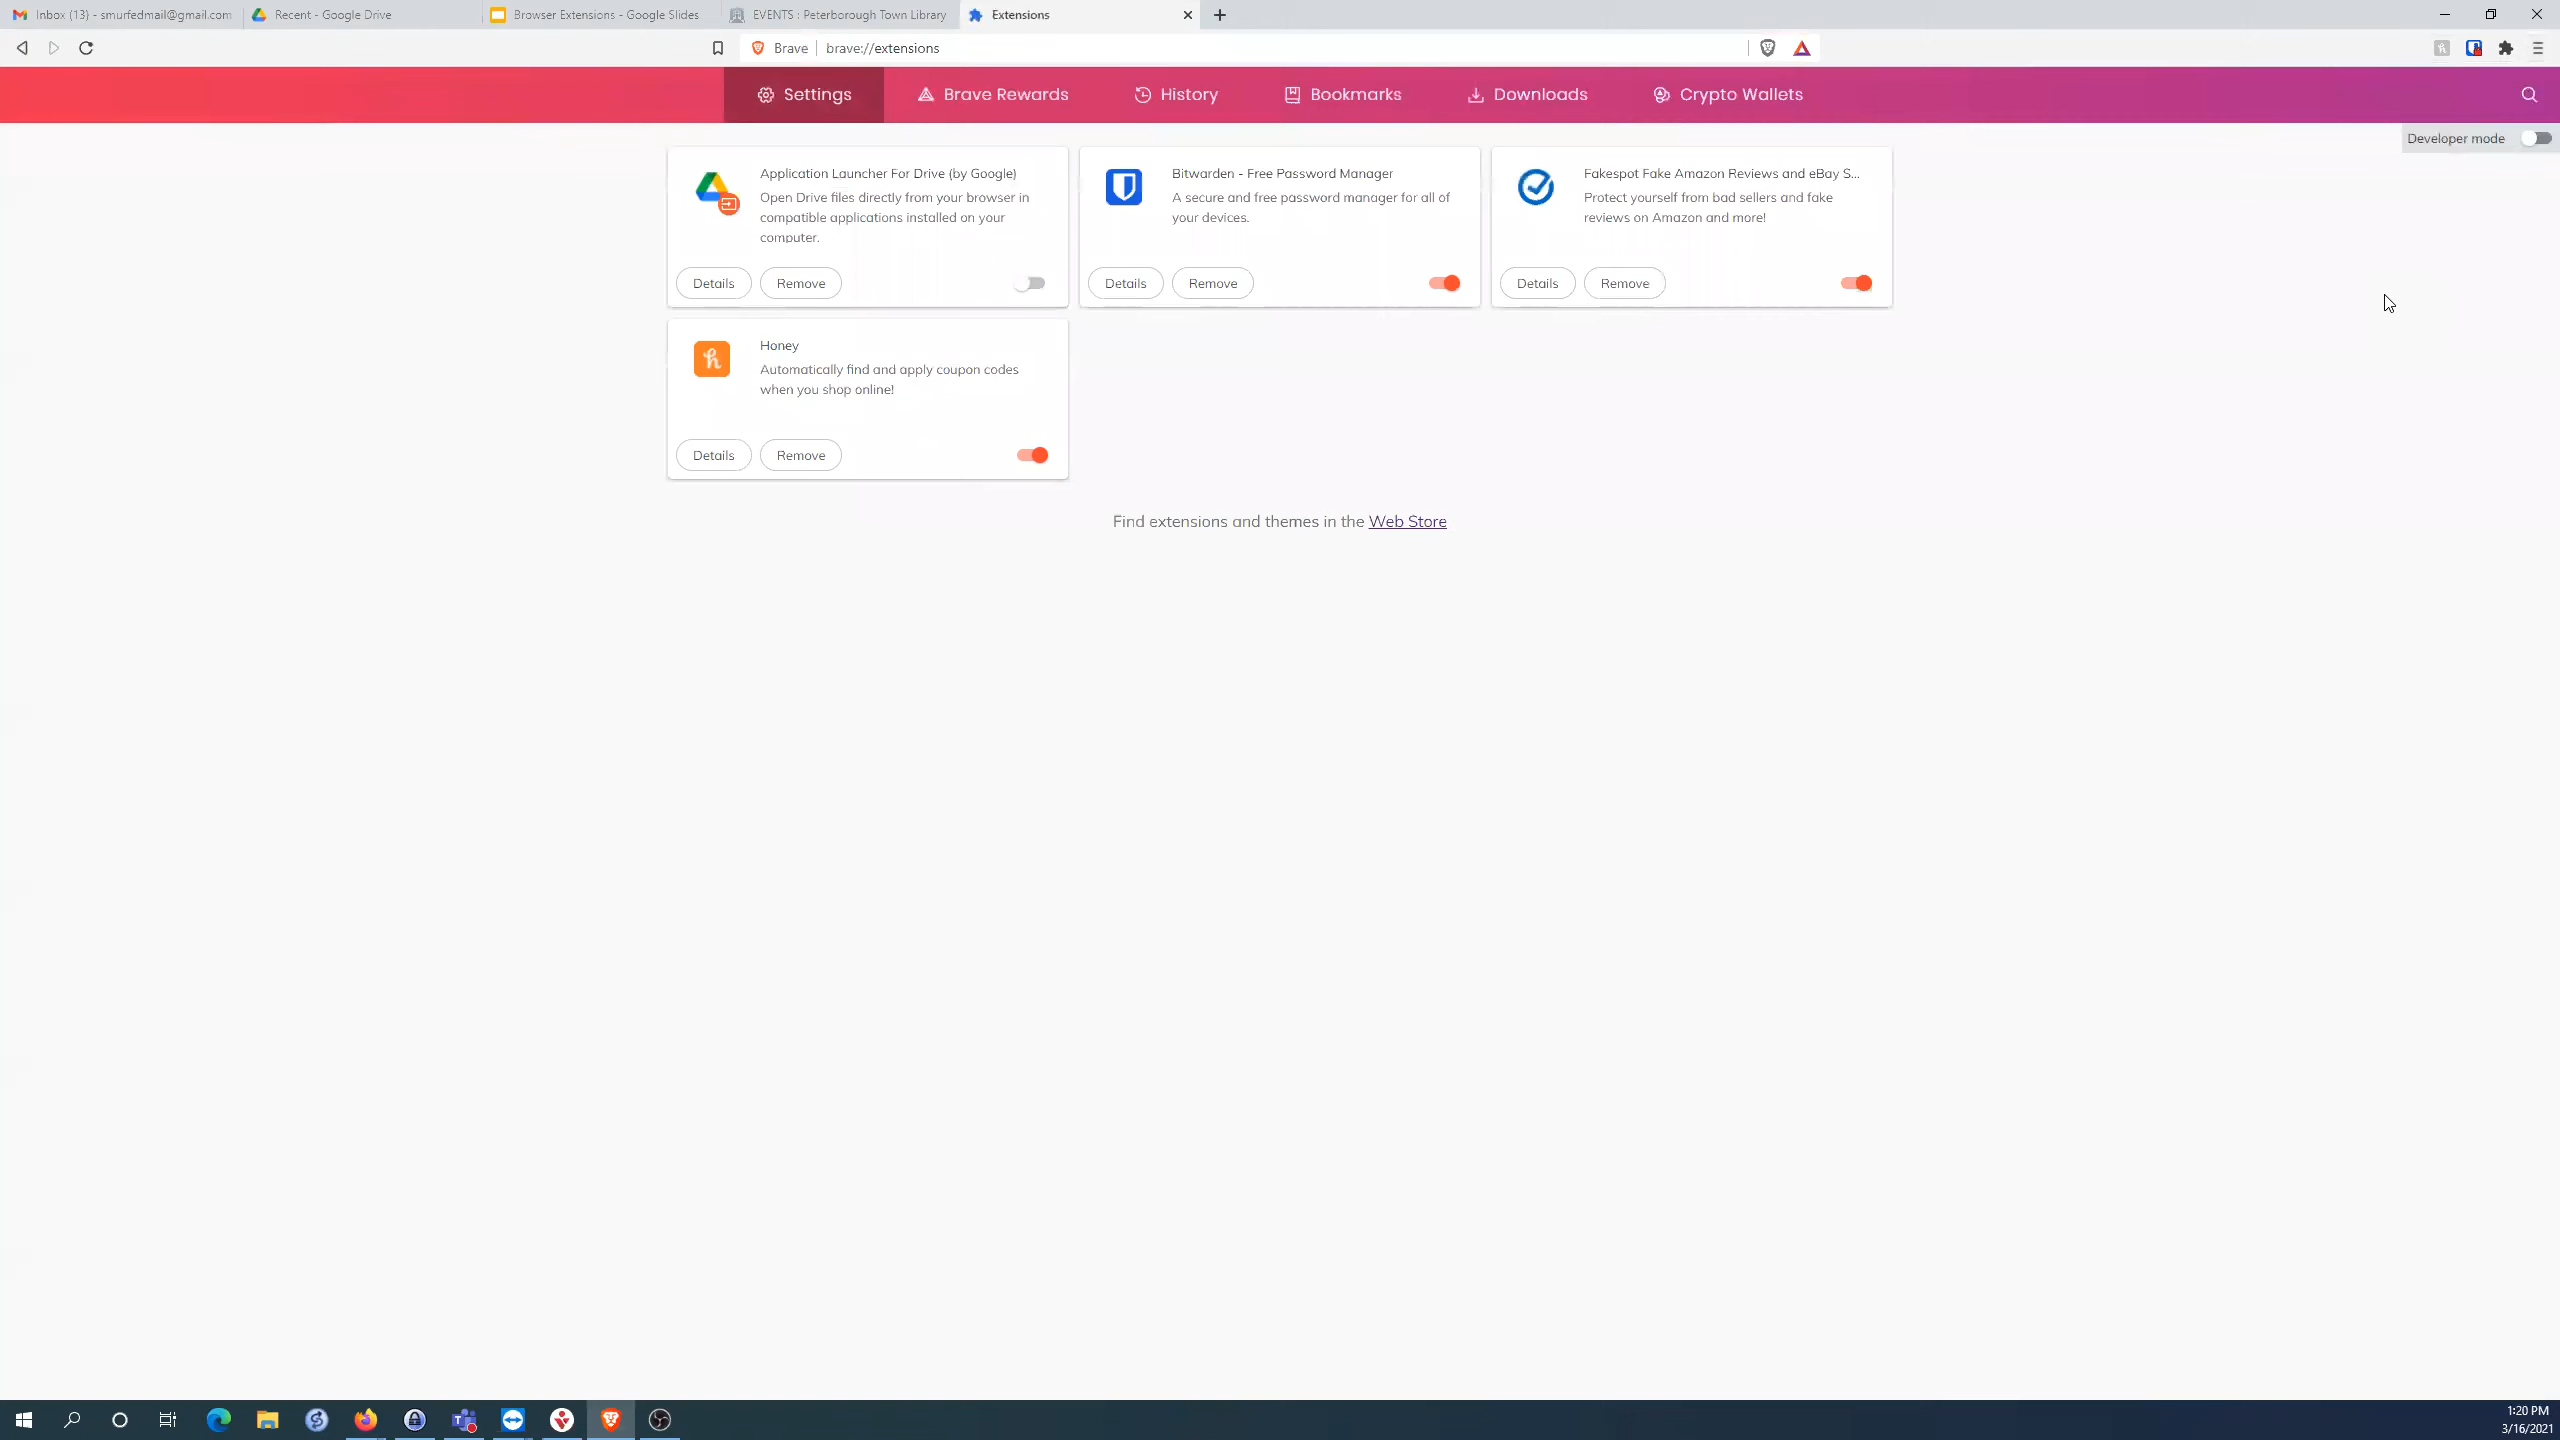 Inbox (13) - smurfedmail@gmail.com
Recent - Google Drive
Browser Extensions - Google Slides
EVENTS : Peterborough Town Library
Extensions
Brave
brave://extensions
Settings
Brave Rewards
History
Bookmarks
Downloads
Crypto Wallets
Developer mode
Application Launcher For Drive (by Google)
Open Drive files directly from your browser in
compatible applications installed on your
computer.
Details
Remove
Bitwarden - Free Password Manager
A secure and free password manager for all of
your devices.
Details
Remove
Fakespot Fake Amazon Reviews and eBay S...
Protect yourself from bad sellers and fake
reviews on Amazon and more!
Details
Remove
Honey
Automatically find and apply coupon codes
when you shop online!
Details
Remove
Find extensions and themes in the Web Store
1:20 PM
3/16/2021